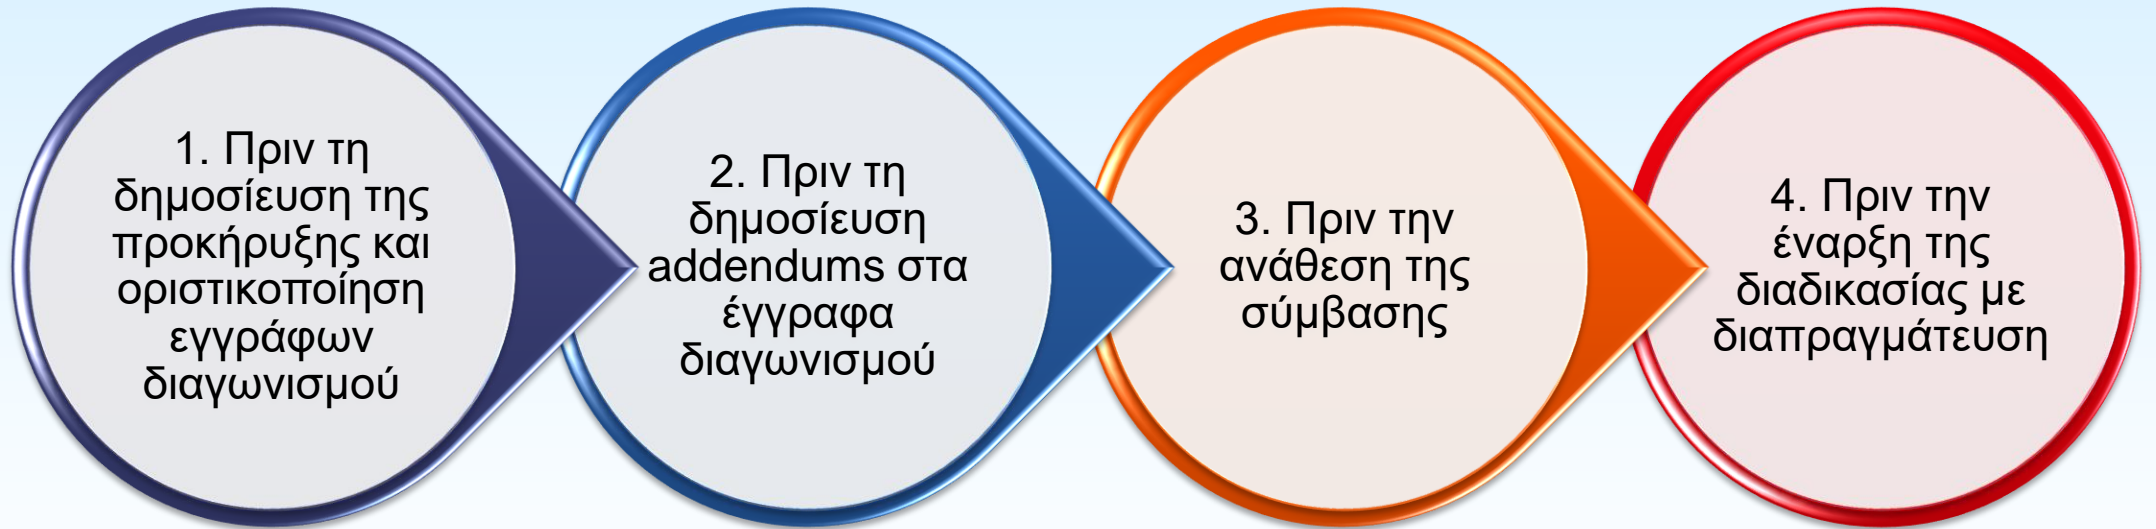 1. Πριν τη
δημοσίευση της
προκήρυξης και
οριστικοποίηση
εγγράφων
διαγωνισμού
2. Πριν τη
δημοσίευση
addendums στα
έγγραφα
διαγωνισμού
3. Πριν την
ανάθεση της
σύμβασης
4. Πριν την
έναρξη της
διαδικασίας με
διαπραγμάτευση